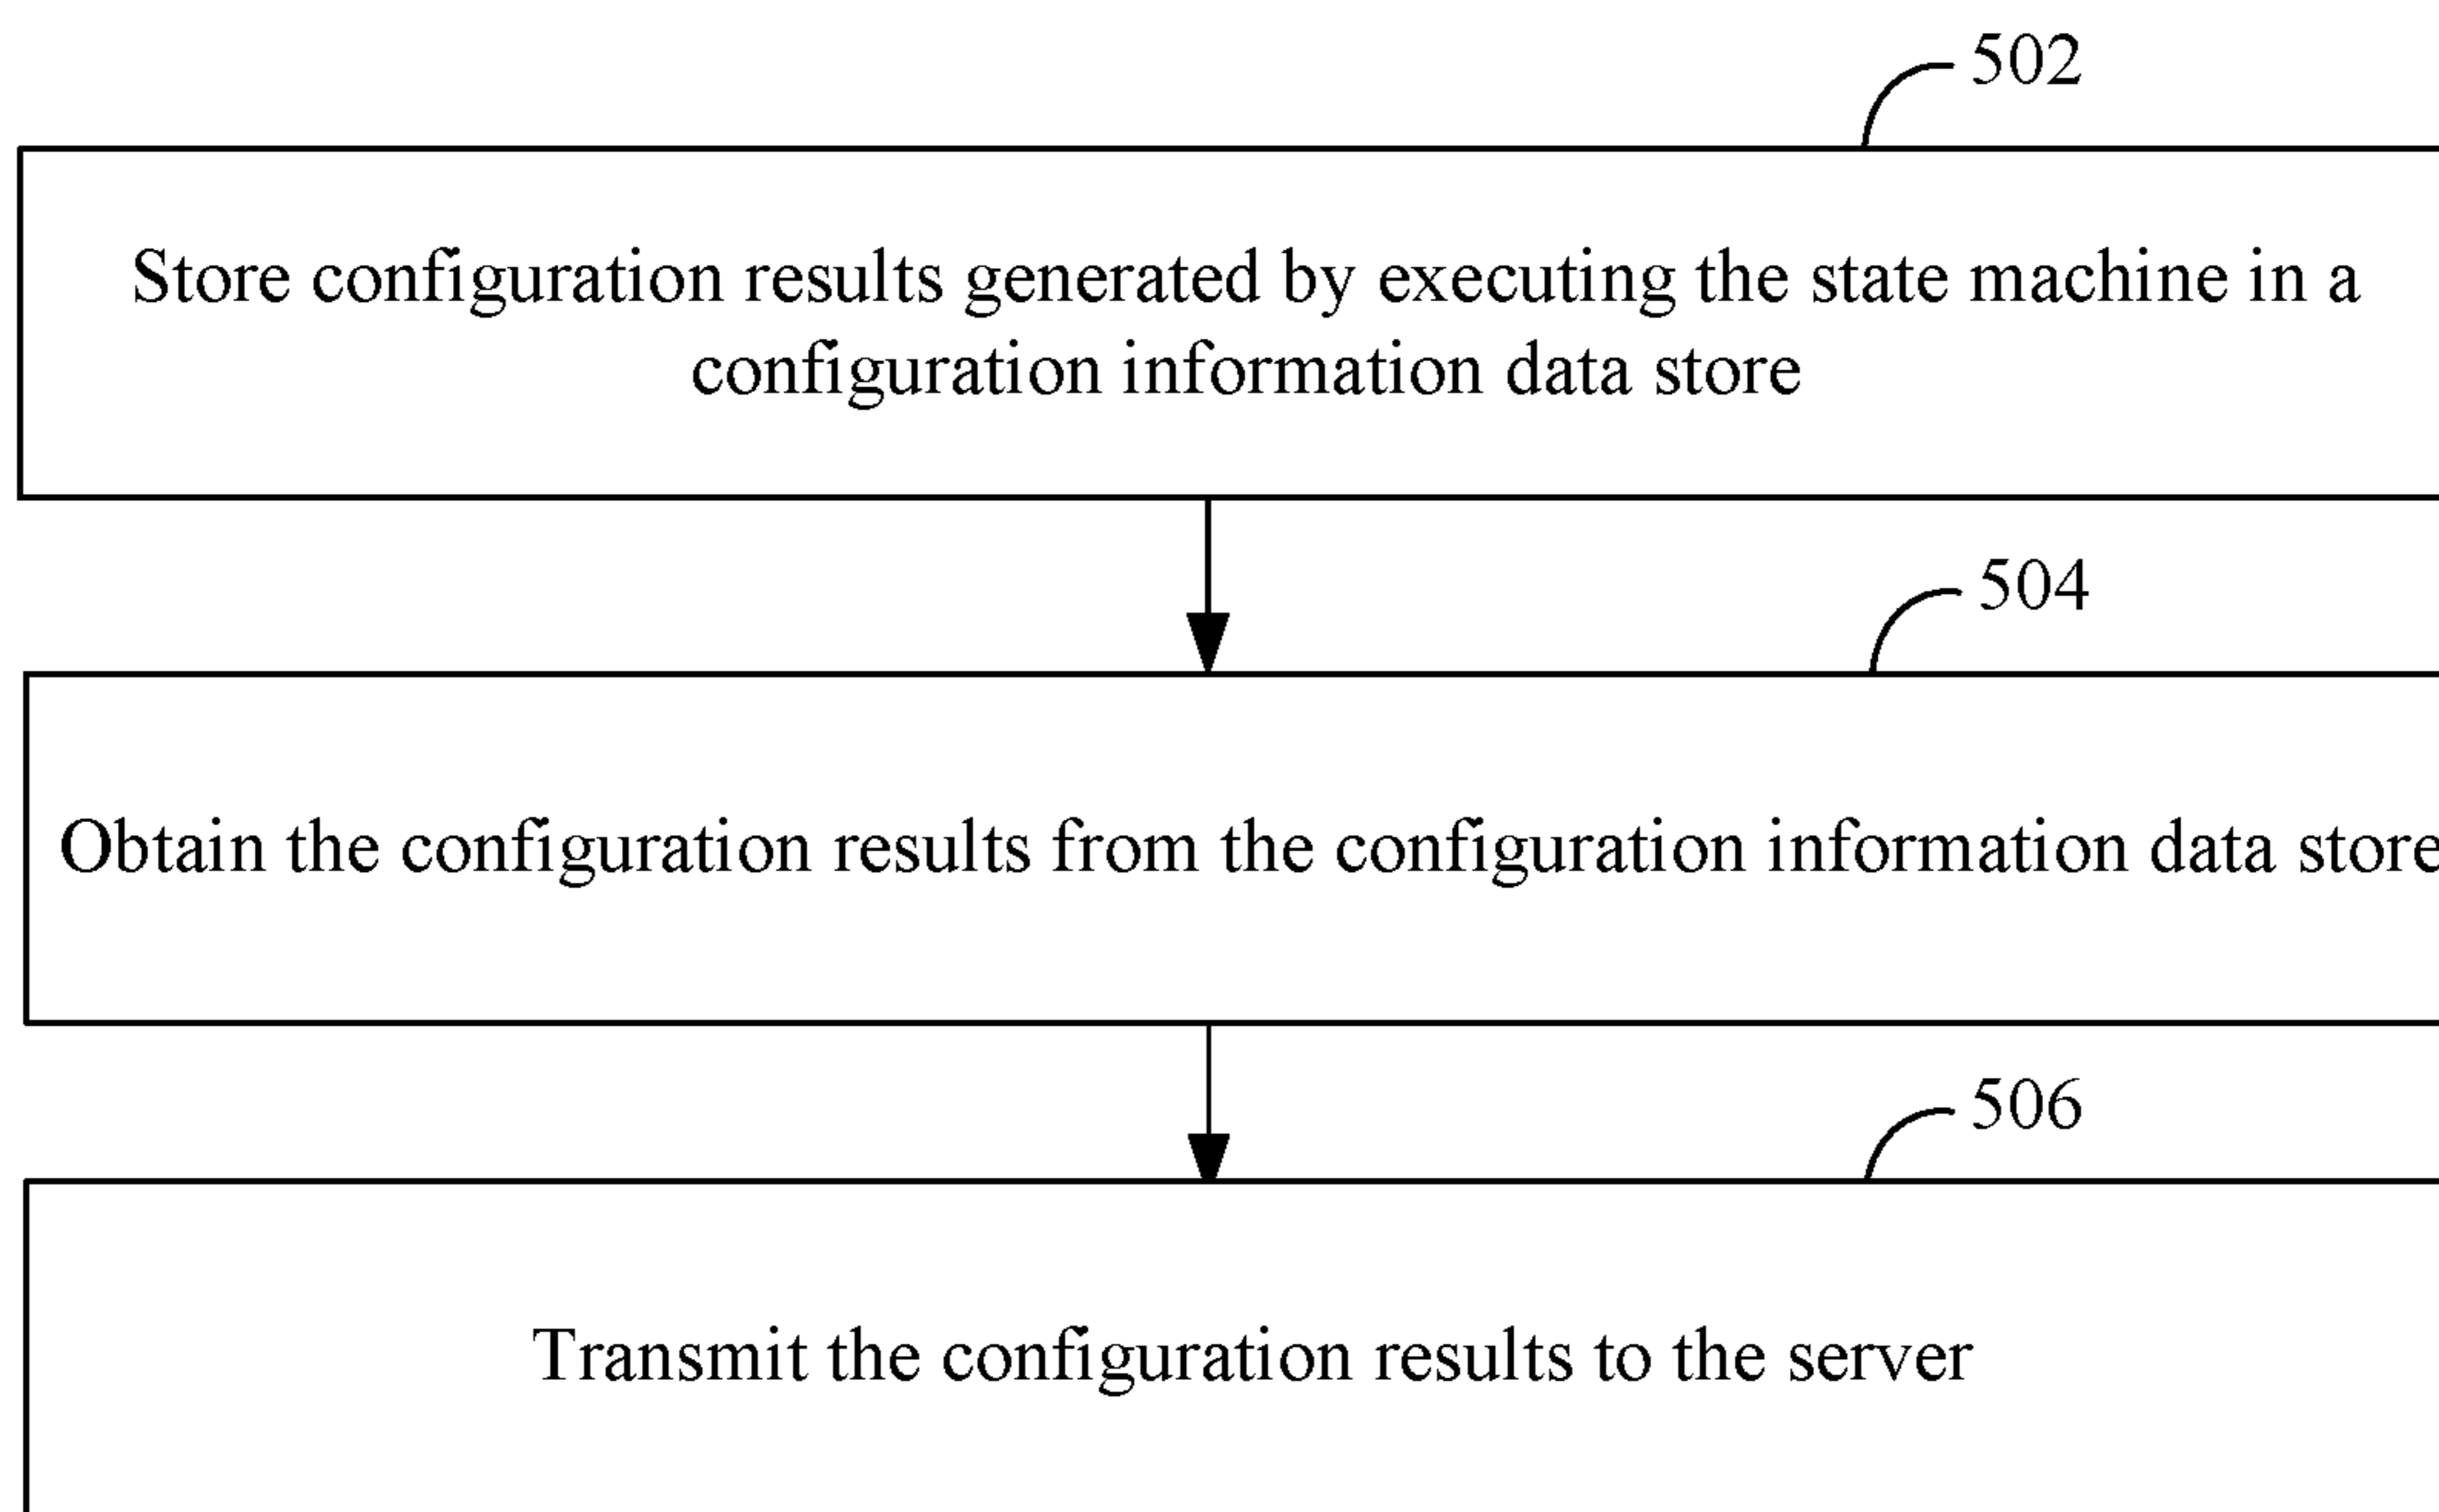 502
Store configuration results generated by executing the state machine in a
configuration information data store
504
Obtain the configuration results from the configuration information data store
506
Transmit the configuration results to the server